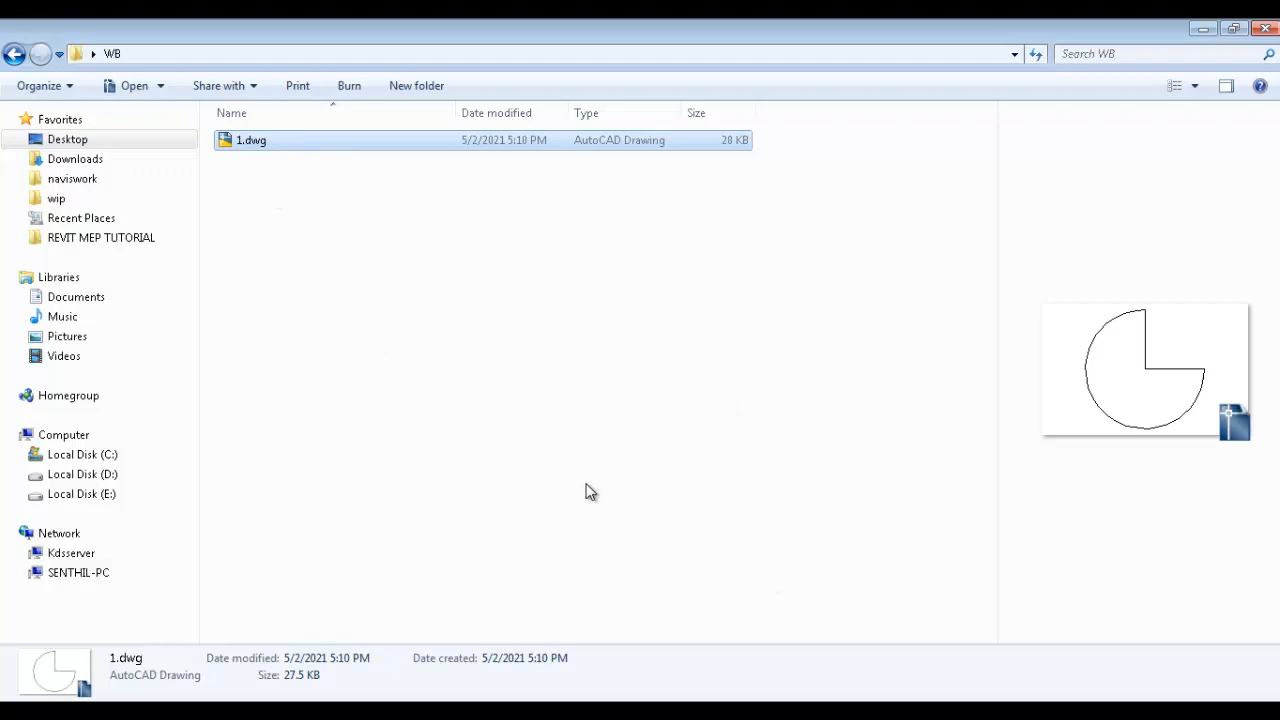 WB
Search WB
Organize Open Share with Print Burn New folder
Name Date modified Type Size
1.dwg 5/2/2021 5:10 PM AutoCAD Drawing 28 KB
Favorites
Desktop
Downloads
naviswork
wip
Recent Places
REVIT MEP TUTORIAL
Libraries
Documents
Music
Pictures
Videos
Homegroup
Computer
Local Disk (C:)
Local Disk (D:)
Local Disk (E:)
Network
Kdsserver
SENTHIL-PC
1.dwg Date modified: 5/2/2021 5:10 PM Date created: 5/2/2021 5:10 PM
AutoCAD Drawing Size: 27.5 KB